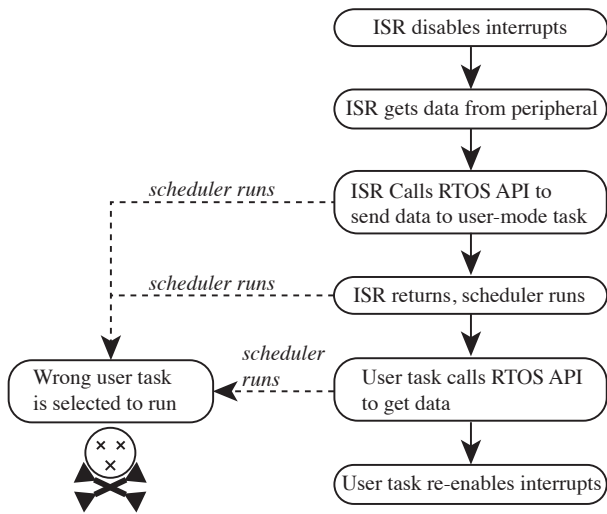 ISR disables interrupts
ISR gets data from peripheral
scheduler runs
ISR Calls RTOS API to
send data to user-mode task
scheduler runs
ISR returns, scheduler runs
scheduler
runs
Wrong user task
is selected to run
User task calls RTOS API
to get data
User task re-enables interrupts